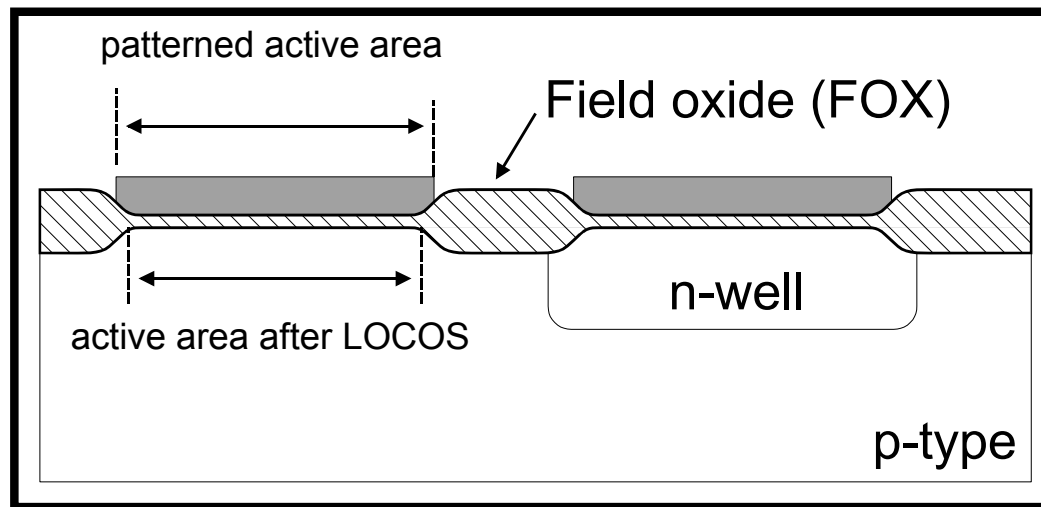 patterned active area
Field oxide (FOX)
n-well
active area after LOCOS
p-type